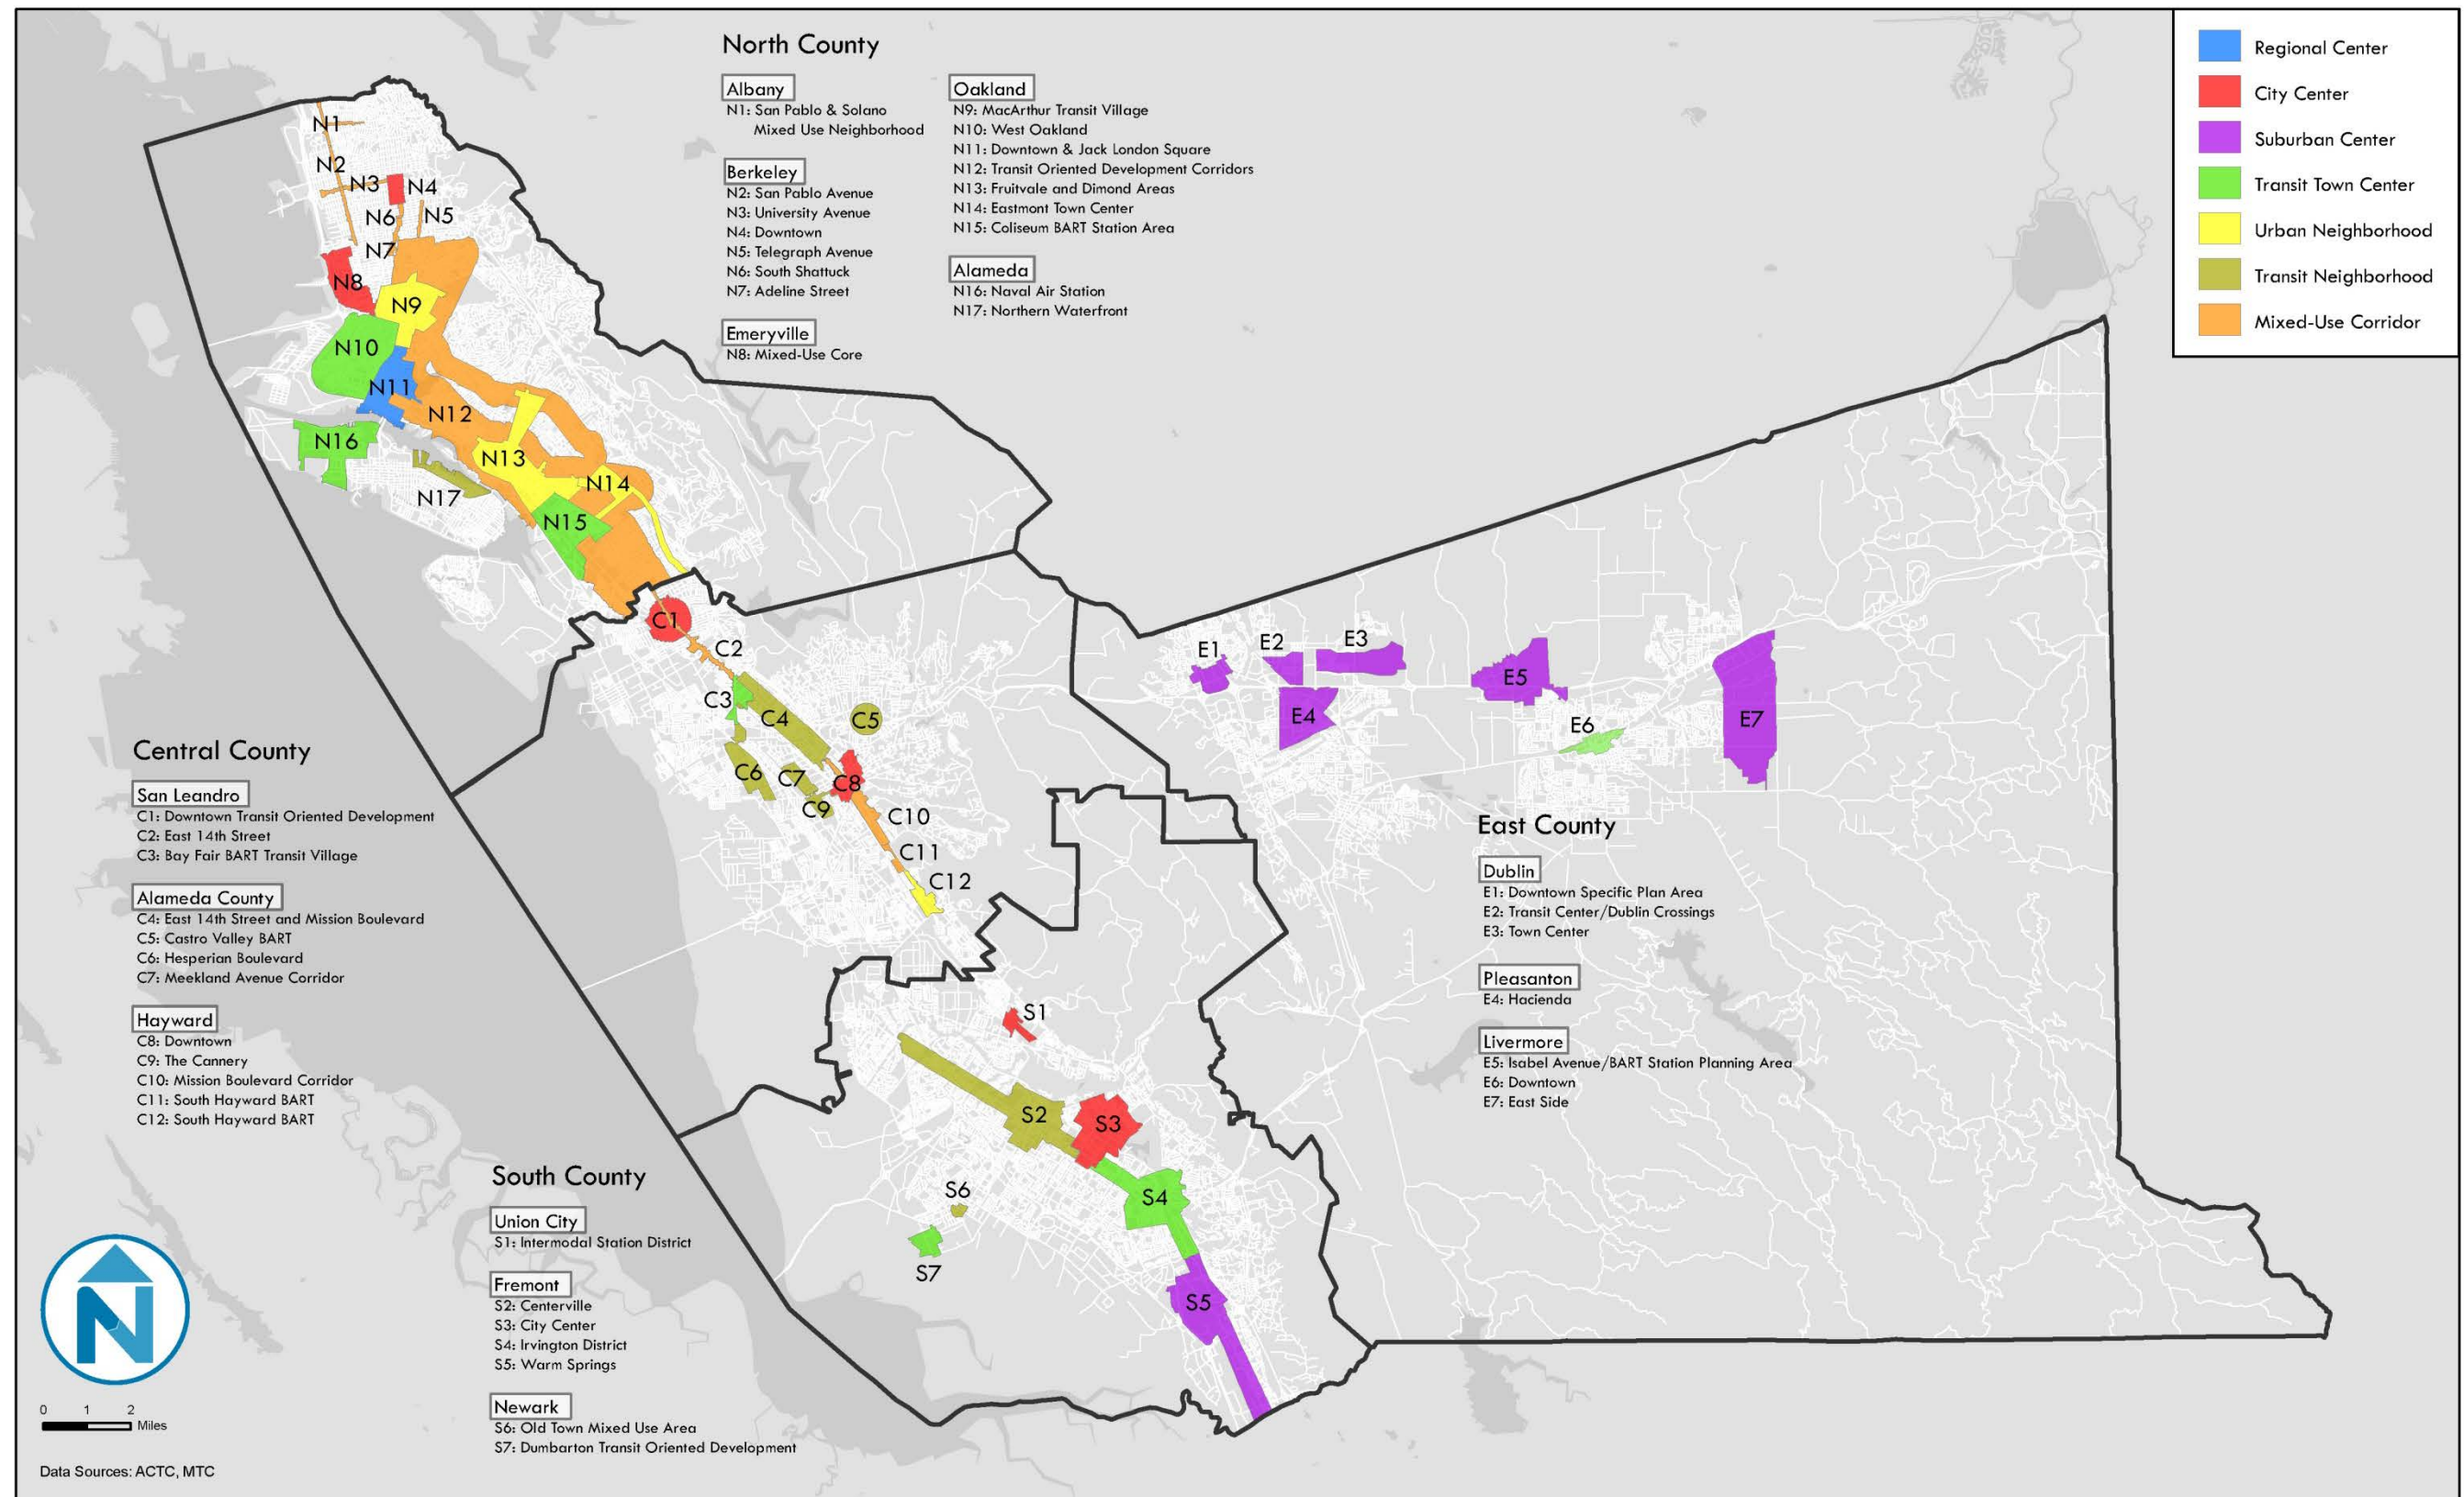 North County
Albany
N1: San Pablo & Solano
Mixed Use Neighborhood
Berkeley
N2: San Pablo Avenue
N3: University Avenue
N4: Downtown
N5: Telegraph Avenue
N6: South Shattuck
N7: Adeline Street
Emeryville
N8: Mixed-Use Core
Oakland
N9: MacArthur Transit Village
N10: West Oakland
N11: Downtown & Jack London Square
N12: Transit Oriented Development Corridors
N13: Fruitvale and Dimond Areas
N14: Eastmont Town Center
N15: Coliseum BART Station Area
Alameda
N16: Naval Air Station
N17: Northern Waterfront
Regional Center
City Center
Suburban Center
Transit Town Center
Urban Neighborhood
Transit Neighborhood
Mixed-Use Corridor
N1
N2
N3
N4
N6
N5
N7
N8
N9
N10
N11
N12
N16
N13
N17
N14
N15
C1
C2
C3
C4
C5
C6
C7
C8
C9
C10
C11
C12
E1
E2
E3
E4
E5
E6
E7
S1
S2
S3
S4
S6
S7
S5
Central County
San Leandro
C1: Downtown Transit Oriented Development
C2: East 14th Street
C3: Bay Fair BART Transit Village
Alameda County
C4: East 14th Street and Mission Boulevard
C5: Castro Valley BART
C6: Hesperian Boulevard
C7: Meekland Avenue Corridor
Hayward
C8: Downtown
C9: The Cannery
C10: Mission Boulevard Corridor
C11: South Hayward BART
C12: South Hayward BART
East County
Dublin
E1: Downtown Specific Plan Area
E2: Transit Center/Dublin Crossings
E3: Town Center
Pleasanton
E4: Hacienda
Livermore
E5: Isabel Avenue/BART Station Planning Area
E6: Downtown
E7: East Side
South County
Union City
S1: Intermodal Station District
Fremont
S2: Centerville
S3: City Center
S4: Irvington District
S5: Warm Springs
Newark
S6: Old Town Mixed Use Area
S7: Dumbarton Transit Oriented Development
N
0 1 2
Miles
Data Sources: ACTC, MTC